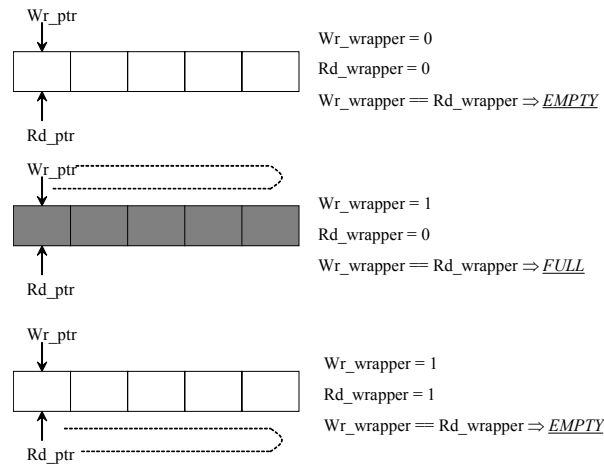 Wr_ptr
Wr_wrapper = 0
Rd_wrapper = 0
Wr_wrapper == Rd_wrapper ⇒ EMPTY
Rd_ptr
Wr_ptr
Wr_wrapper = 1
Rd_wrapper = 0
Wr_wrapper == Rd_wrapper ⇒ FULL
Rd_ptr
Wr_ptr
Wr_wrapper = 1
Rd_wrapper = 1
Wr_wrapper == Rd_wrapper ⇒ EMPTY
Rd_ptr